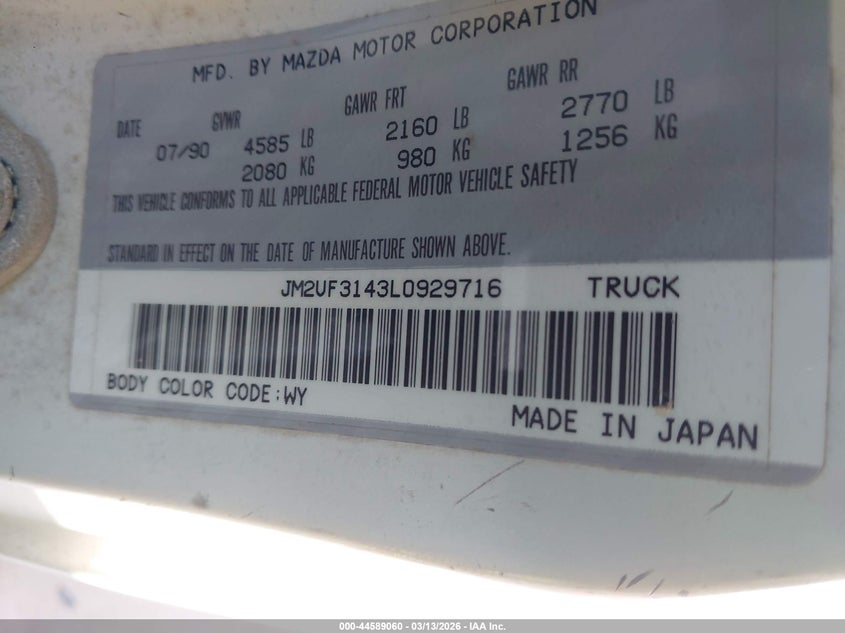 MFD. BY MAZDA MOTOR CORPORATION
DATE GVWR GAWR FRT GAWR RR
07/90 4585 LB 2160 LB 2770 LB
2080 KG 980 KG 1256 KG
THIS VEHICLE CONFORMS TO ALL APPLICABLE FEDERAL MOTOR VEHICLE SAFETY
STANDARD IN EFFECT ON THE DATE OF MANUFACTURE SHOWN ABOVE.
JM2UF3143L0929716 TRUCK
BODY COLOR CODE:WY
MADE IN JAPAN
000-44589060 - 03/13/2026 - IAA Inc.